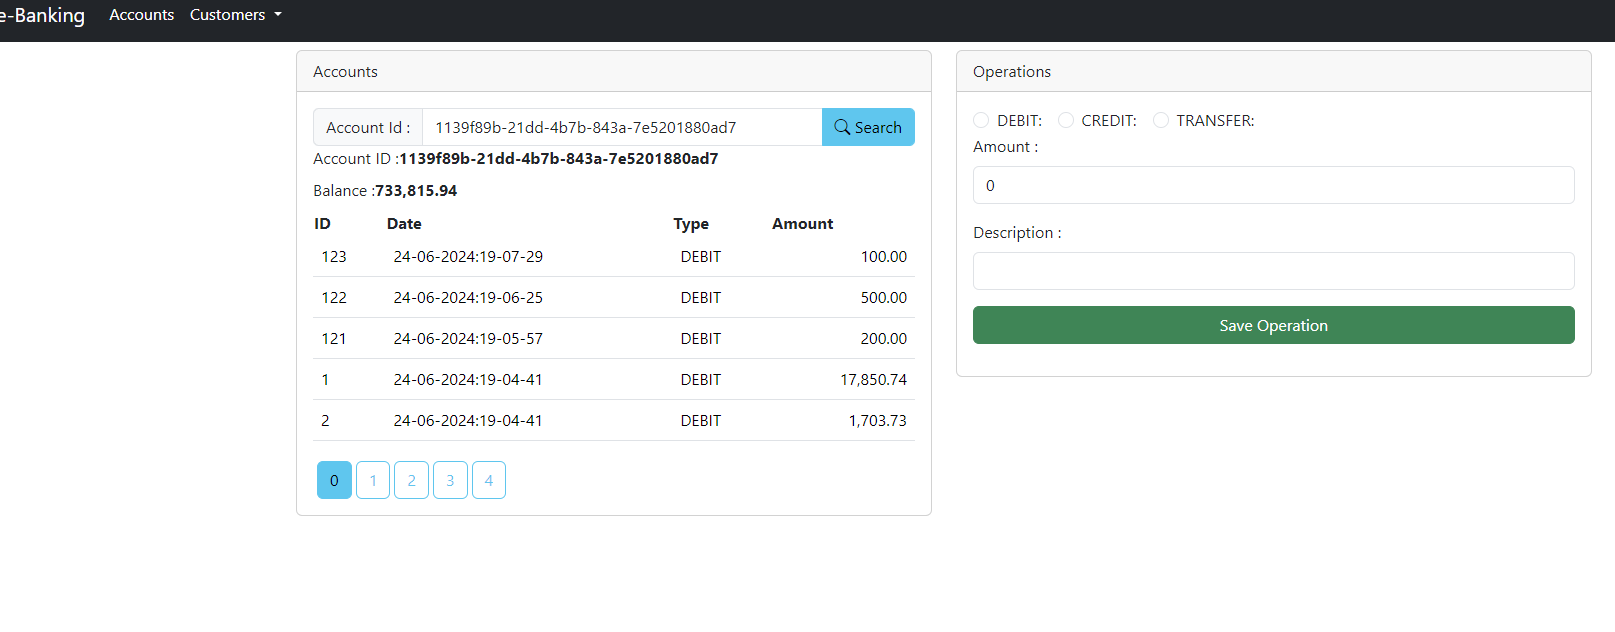 e-Banking Accounts Customers
Accounts
Account Id : 1139f89b-21dd-4b7b-843a-7e5201880ad7 Search
Account ID :1139f89b-21dd-4b7b-843a-7e5201880ad7
Balance :733,815.94
ID Date Type Amount
123 24-06-2024:19-07-29 DEBIT 100.00
122 24-06-2024:19-06-25 DEBIT 500.00
121 24-06-2024:19-05-57 DEBIT 200.00
1 24-06-2024:19-04-41 DEBIT 17,850.74
2 24-06-2024:19-04-41 DEBIT 1,703.73
0 1 2 3 4
Operations
DEBIT: CREDIT: TRANSFER:
Amount :
0
Description :
Save Operation